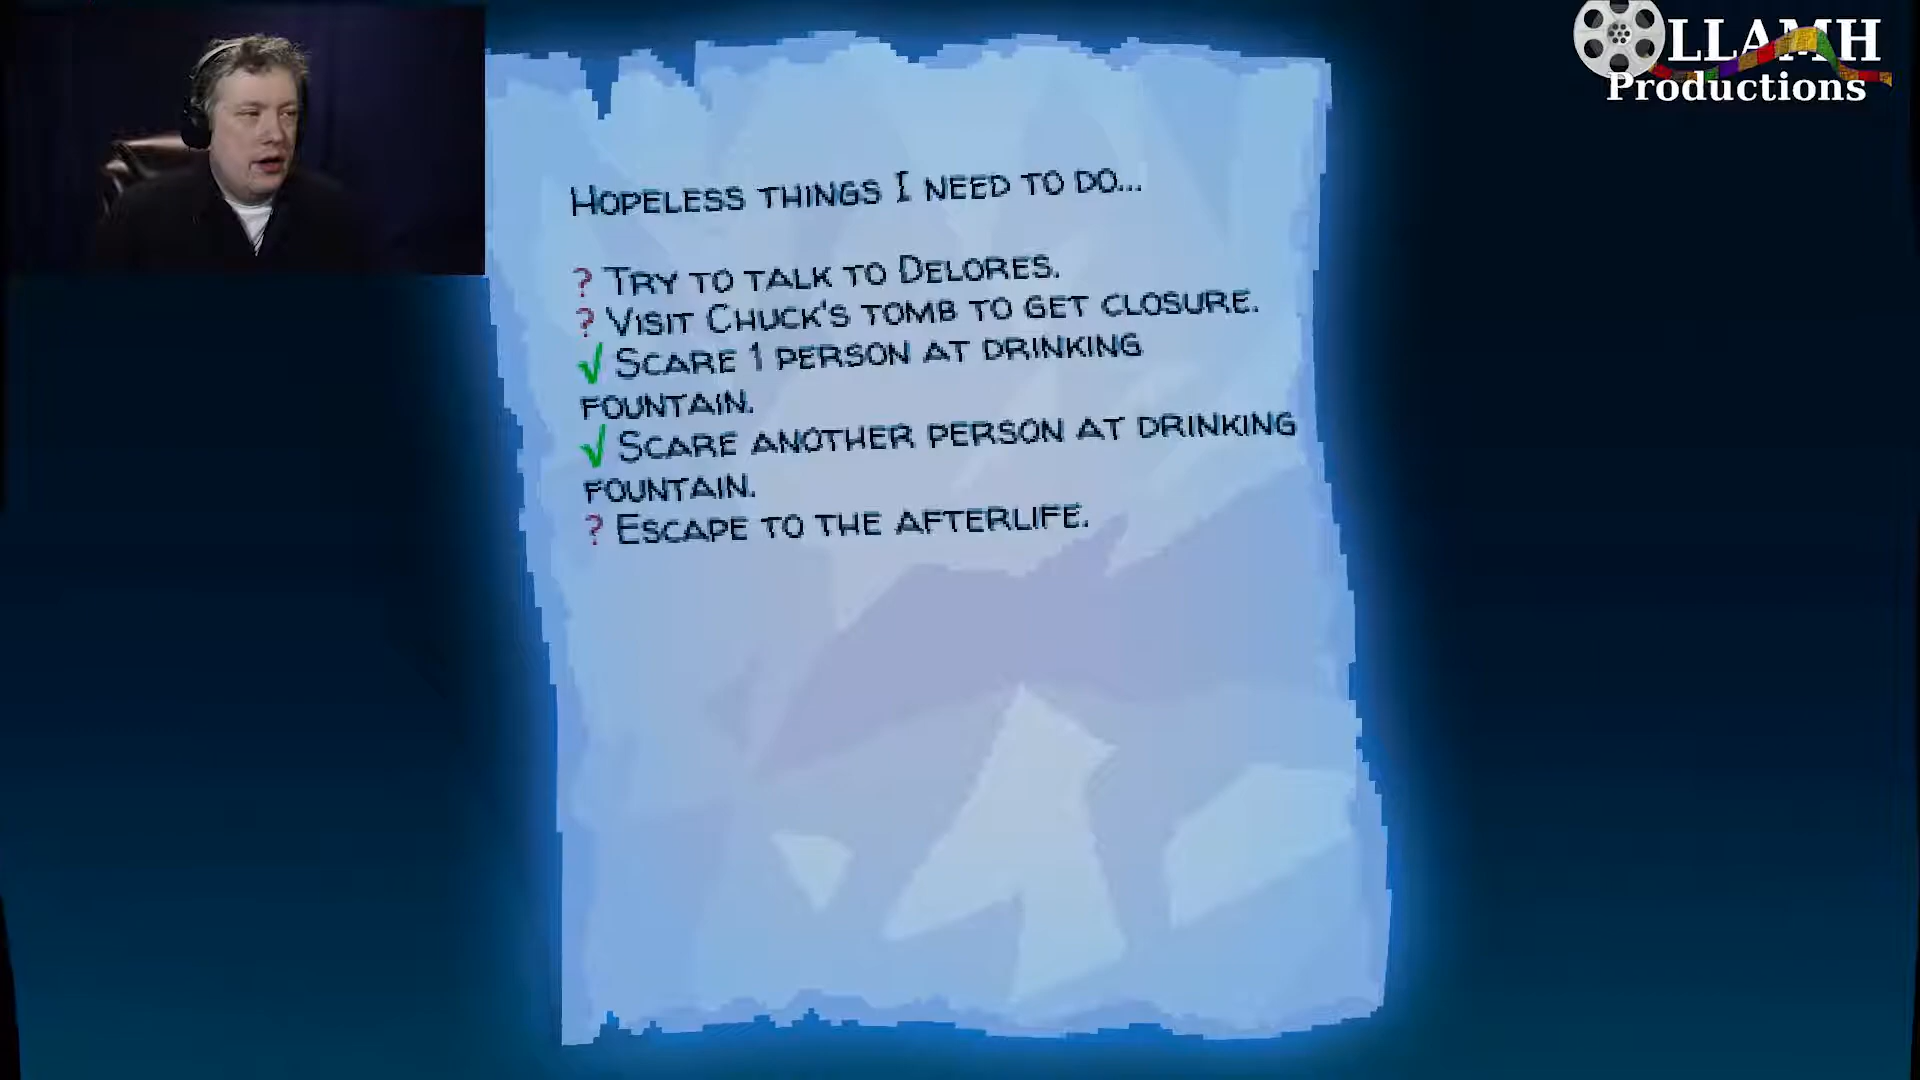 OLLAMH
Productions
Hopeless things I need to do...
? Try to talk to Delores.
? Visit Chuck's tomb to get closure.
√ Scare 1 person at drinking
fountain.
√ Scare another person at drinking
fountain.
? Escape to the afterlife.